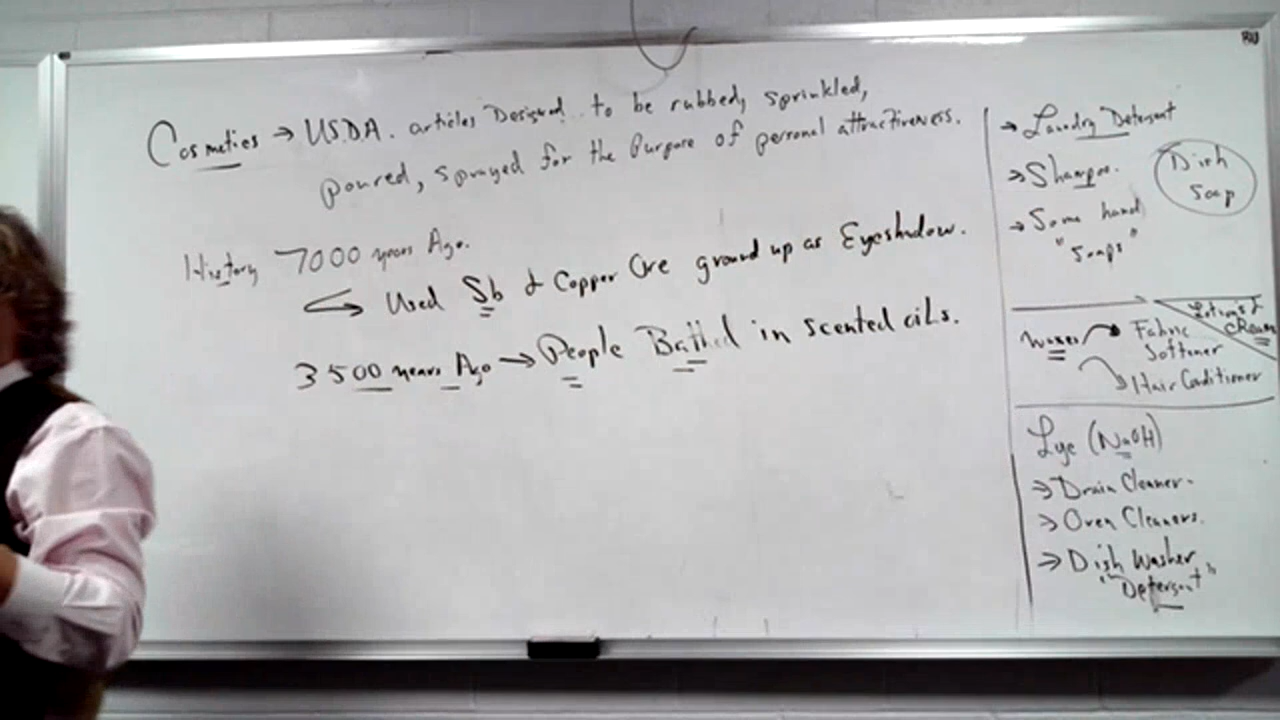 Cosmetics → USDA. articles Designed to be rubbed, sprinkled,
poured, sprayed for the Purpose of personal attractiveness.
History 7000 years Ago.
Used Sb & Copper Ore ground up as Eyeshadow.
3500 years Ago → People Bathed in scented oils.
→ Laundry Detergent
→ Shampoo.
→ Some hand
"Soaps"
Dish
Soap
Lotions &
Creams
Waxes → Fabric
Softener
Hair Conditioner
Lye (NaOH)
→ Drain Cleaner.
→ Oven Cleaners.
→ Dish Washer
"Detergent"